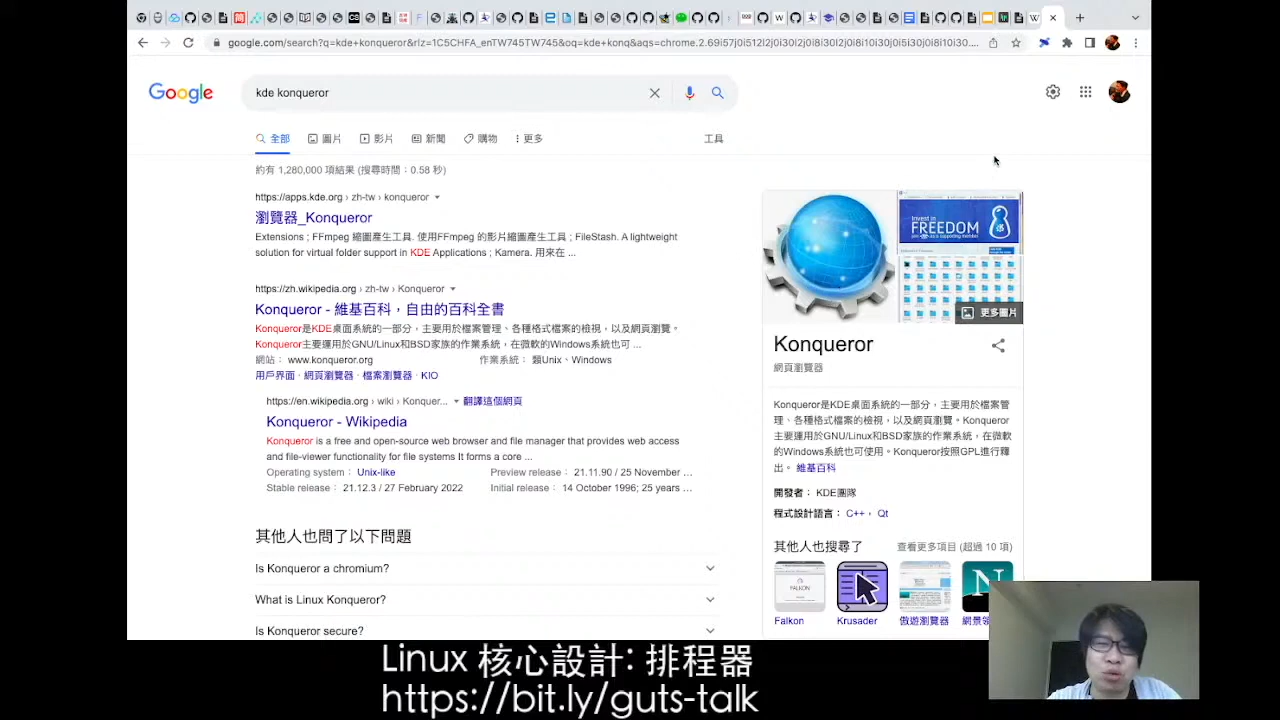 google.com/search?q=kde+konqueror&rlz=1C5CHFA_enTW745TW745&oq=kde+konq&aqs=chrome.2.69i57j0i512l2j0i30l2j0i8i30l2j0i8i10i30j0i5i30j0i8i10i30....
Google
kde konqueror
全部
圖片
影片
新聞
購物
更多
工具
約有 1,280,000 項結果 (搜尋時間：0.58 秒)
https://apps.kde.org › zh-tw › konqueror
瀏覽器_Konqueror
Extensions ; FFmpeg 縮圖產生工具. 使用FFmpeg 的影片縮圖產生工具 ; FileStash. A lightweight
solution for virtual folder support in KDE Applications ; Kamera. 用來在 ...
https://zh.wikipedia.org › zh-tw › Konqueror
Konqueror - 維基百科，自由的百科全書
Konqueror是KDE桌面系統的一部分，主要用於檔案管理、各種格式檔案的檢視，以及網頁瀏覽。
Konqueror主要運用於GNU/Linux和BSD家族的作業系統，在微軟的Windows系統也可 ...
網站： www.konqueror.org
作業系統： 類Unix、Windows
用戶界面 · 網頁瀏覽器 · 檔案瀏覽器 · KIO
https://en.wikipedia.org › wiki › Konquer...
翻譯這個網頁
Konqueror - Wikipedia
Konqueror is a free and open-source web browser and file manager that provides web access
and file-viewer functionality for file systems It forms a core ...
Operating system： Unix-like
Preview release： 21.11.90 / 25 November ...
Stable release： 21.12.3 / 27 February 2022
Initial release： 14 October 1996; 25 years ...
其他人也問了以下問題
Is Konqueror a chromium?
What is Linux Konqueror?
Is Konqueror secure?
Invest in
FREEDOM
更多圖片
Konqueror
網頁瀏覽器
Konqueror是KDE桌面系統的一部分，主要用於檔案管
理、各種格式檔案的檢視，以及網頁瀏覽。Konqueror
主要運用於GNU/Linux和BSD家族的作業系統，在微軟
的Windows系統也可使用。Konqueror按照GPL進行釋
出。 維基百科
開發者： KDE團隊
程式設計語言： C++， Qt
其他人也搜尋了
查看更多項目 (超過 10 項)
FALKON
N
Falkon
Krusader
傲遊瀏覽器
Linux 核心設計: 排程器
https://bit.ly/guts-talk